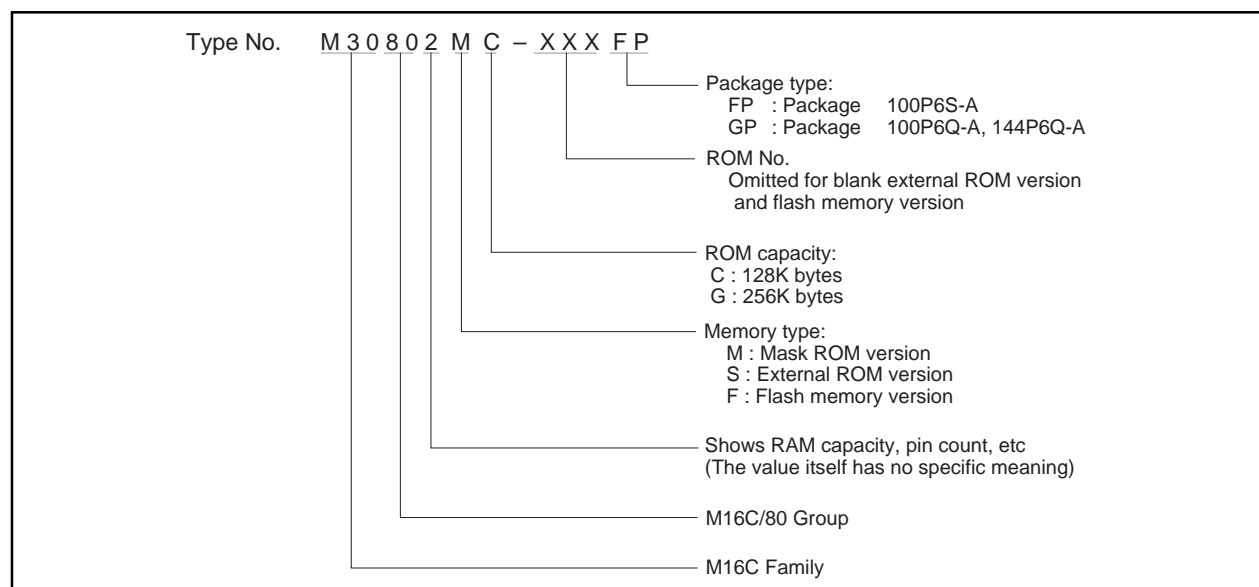 Type No. M 3 0 8 0 2 M C – X X X F P
Package type:
FP : Package 100P6S-A
GP : Package 100P6Q-A, 144P6Q-A
ROM No.
Omitted for blank external ROM version
and flash memory version
ROM capacity:
C : 128K bytes
G : 256K bytes
Memory type:
M : Mask ROM version
S : External ROM version
F : Flash memory version
Shows RAM capacity, pin count, etc
(The value itself has no specific meaning)
M16C/80 Group
M16C Family